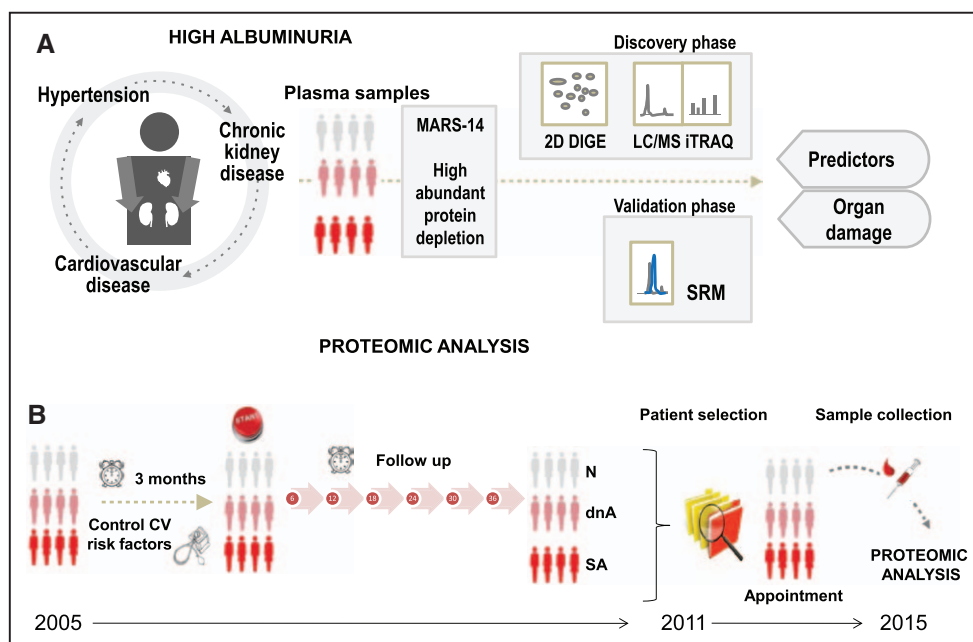 A
HIGH ALBUMINURIA
Hypertension
Chronic
kidney
disease
Cardiovascular
disease
Plasma samples
MARS-14
High
abundant
protein
depletion
Discovery phase
2D DIGE
LC/MS iTRAQ
Validation phase
SRM
Predictors
Organ
damage
PROTEOMIC ANALYSIS
B
START
3 months
Control CV
risk factors
Follow up
6
12
18
24
30
36
N
dnA
SA
Patient selection
Appointment
Sample collection
PROTEOMIC
ANALYSIS
2005
2011
2015